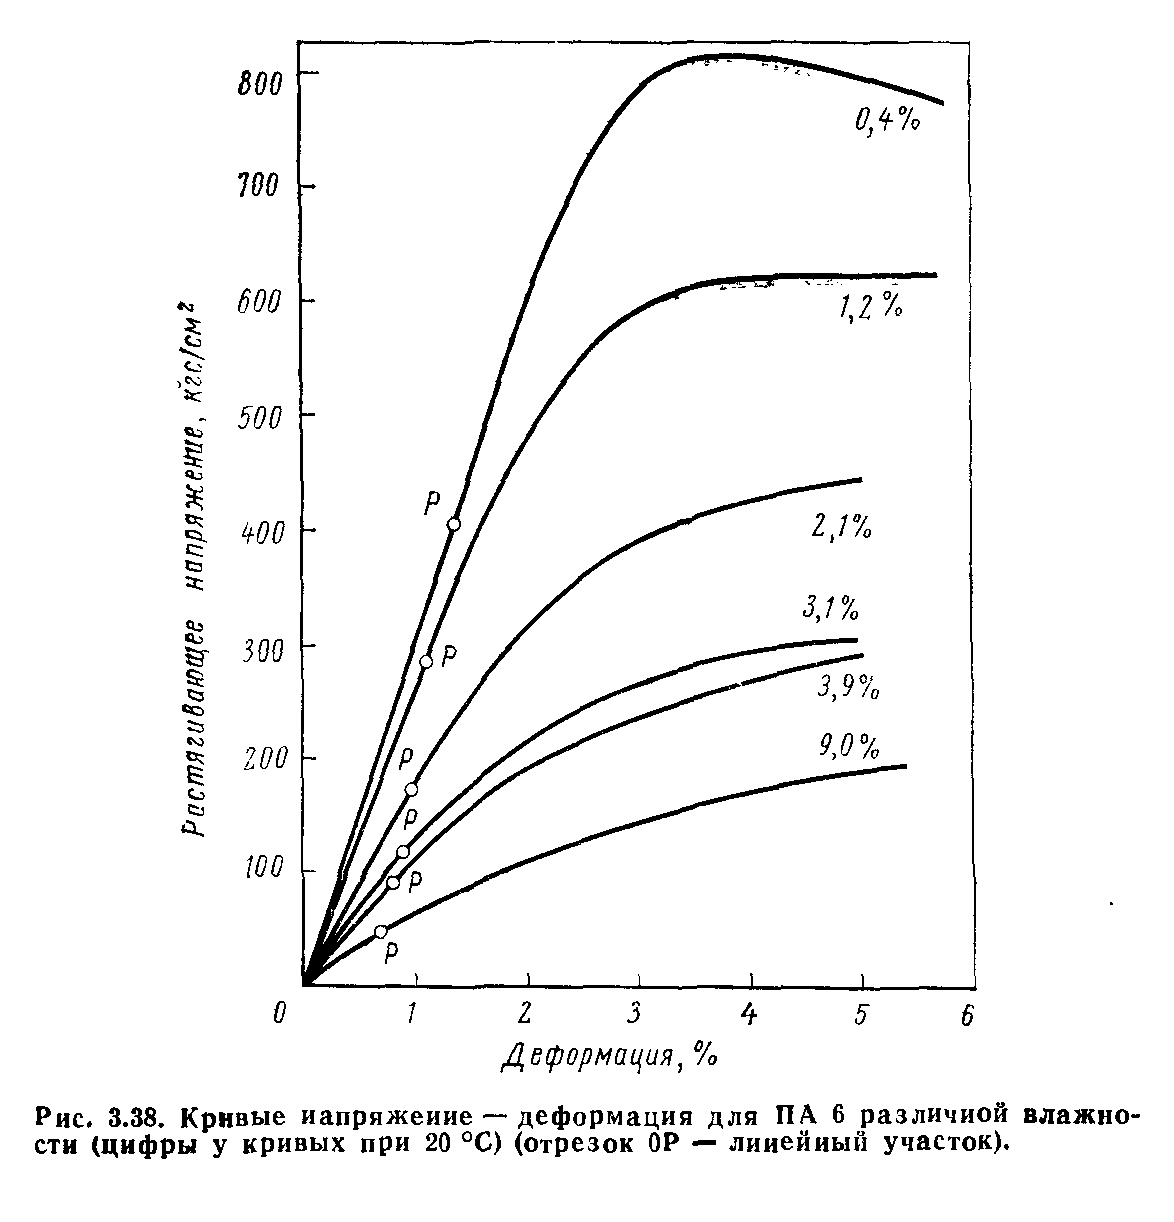 800
700
600
500
400
300
200
100
Растягивающее напряжение, кгс/см²
0,4%
1,2%
2,1%
3,1%
3,9%
9,0%
P
P
P
P
P
P
0 1 2 3 4 5 6
Деформация, %
Рис. 3.38. Кривые напряжение — деформация для ПА 6 различной влажно-
сти (цифры у кривых при 20 °С) (отрезок 0Р — линейный участок).